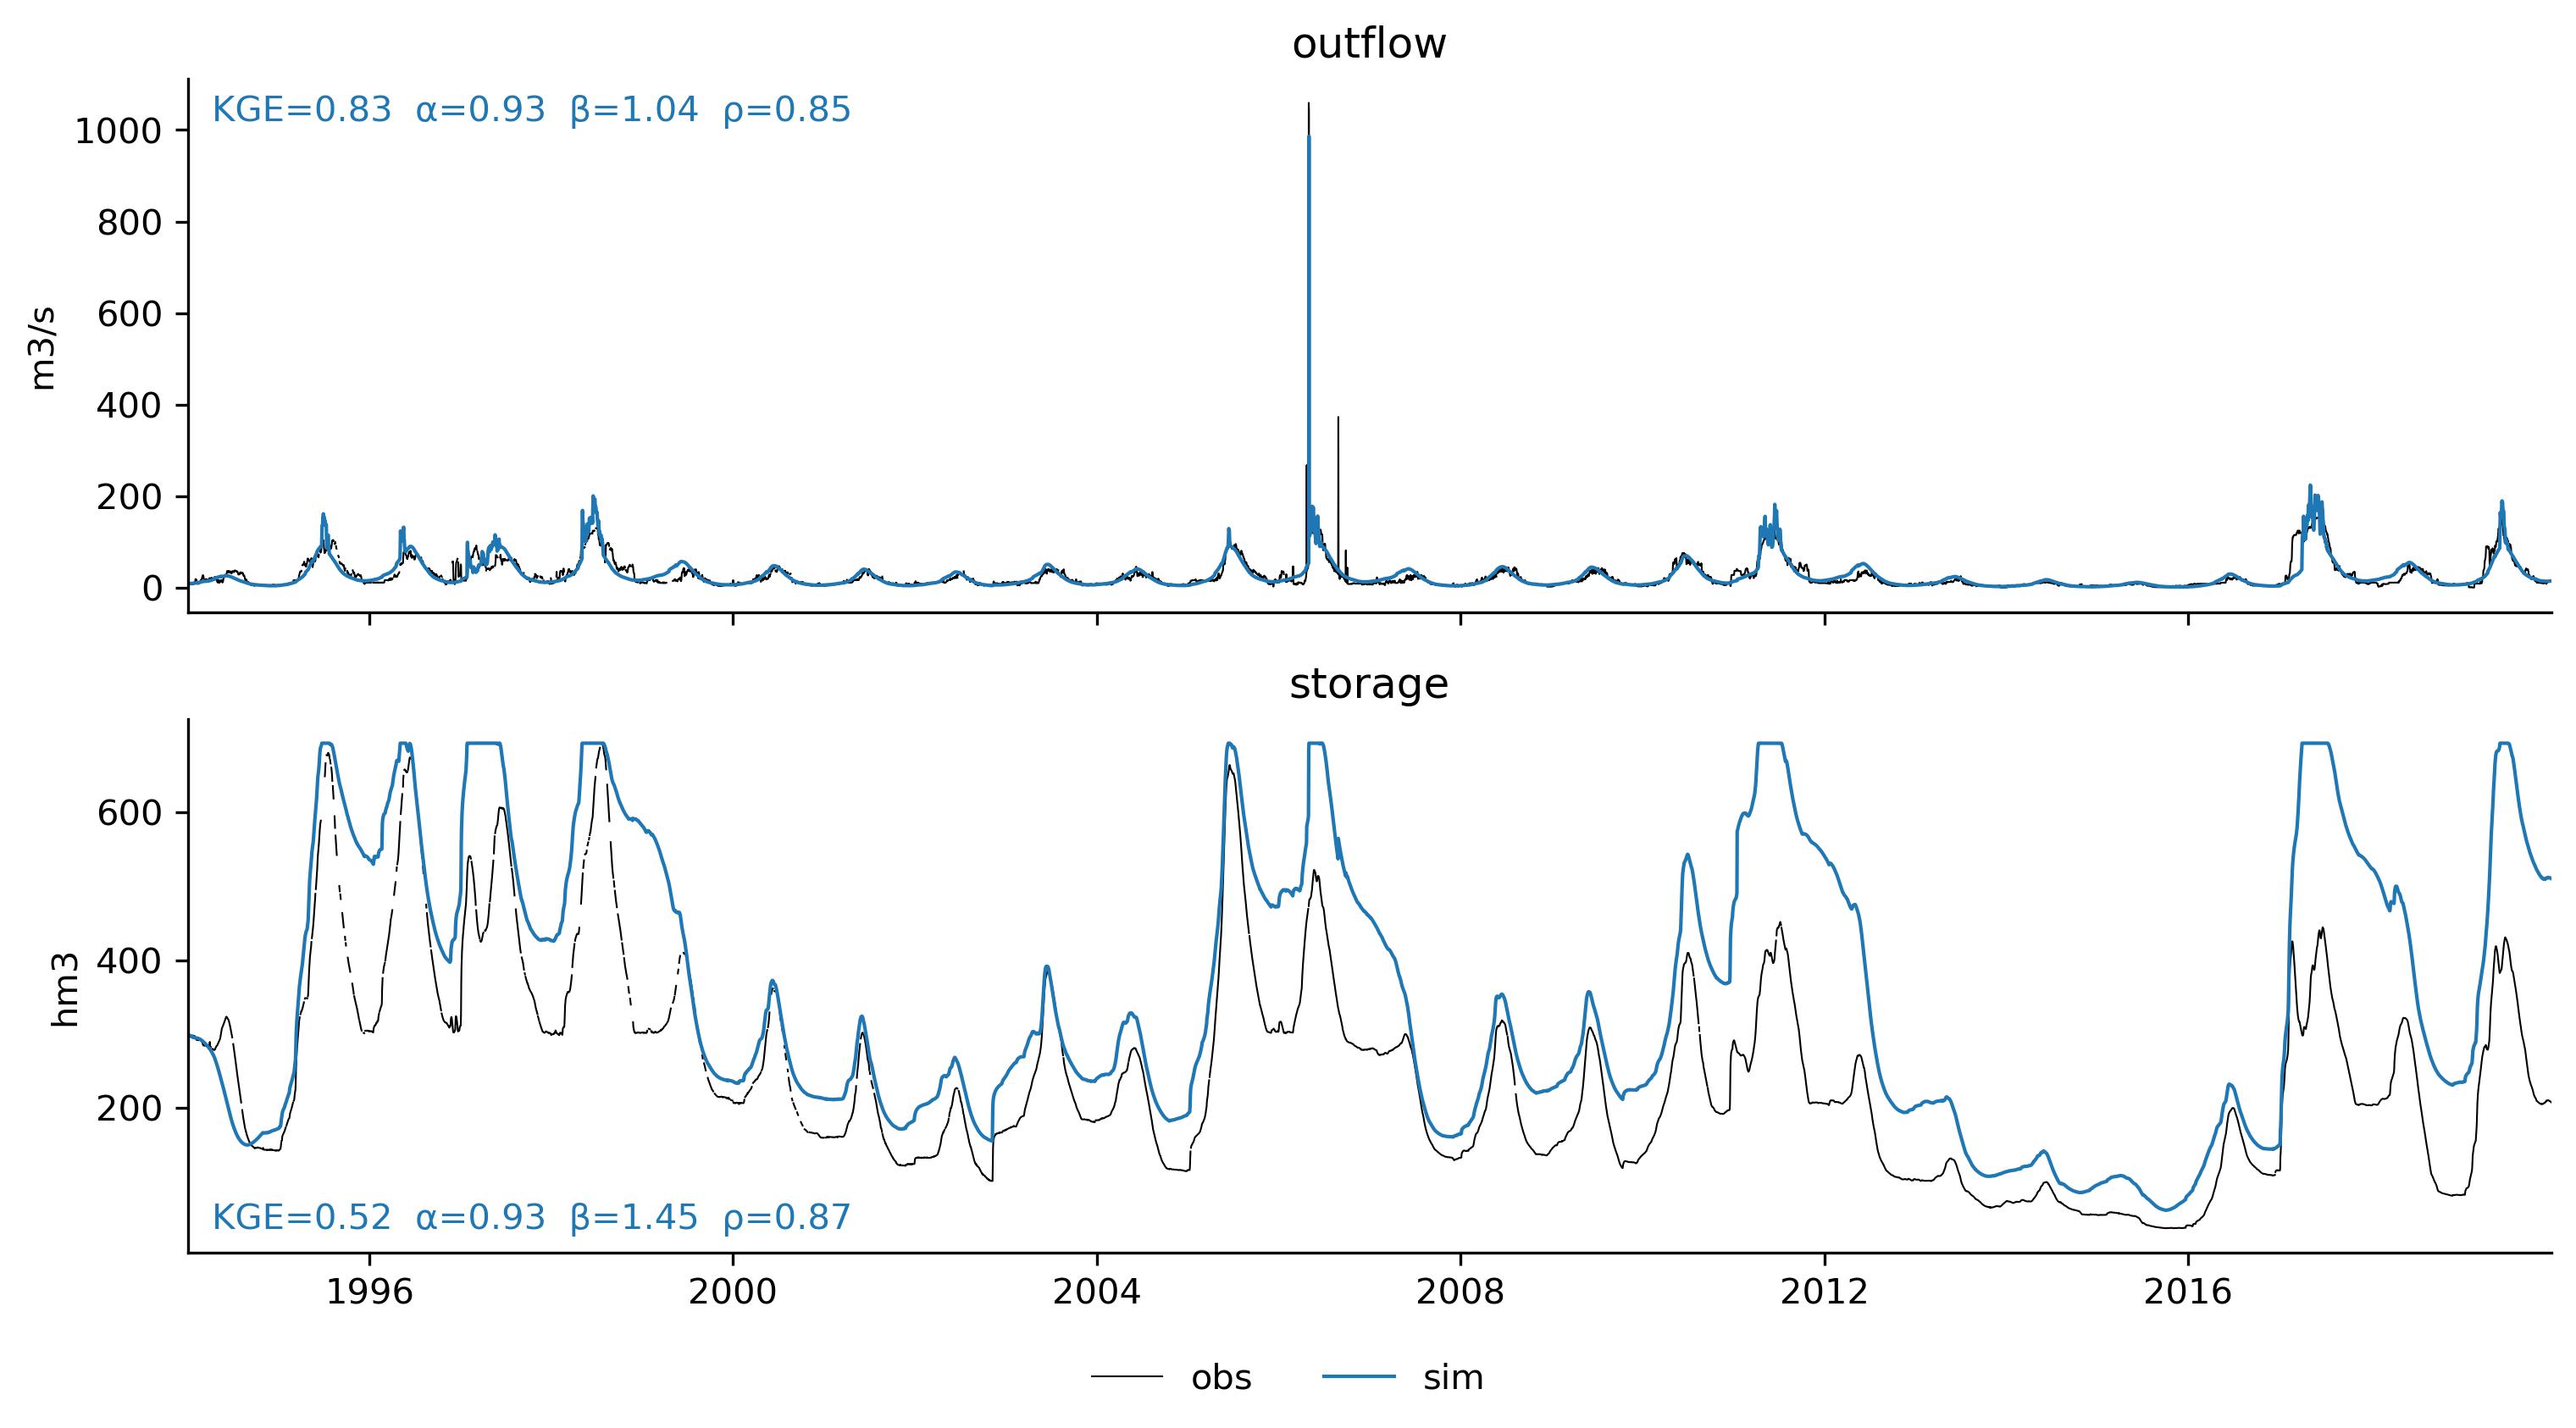 outflow
KGE=0.83 α=0.93 β=1.04 ρ=0.85
1000
800
600
400
200
0
m3/s
storage
600
400
200
hm3
KGE=0.52 α=0.93 β=1.45 ρ=0.87
1996 2000 2004 2008 2012 2016
obs sim